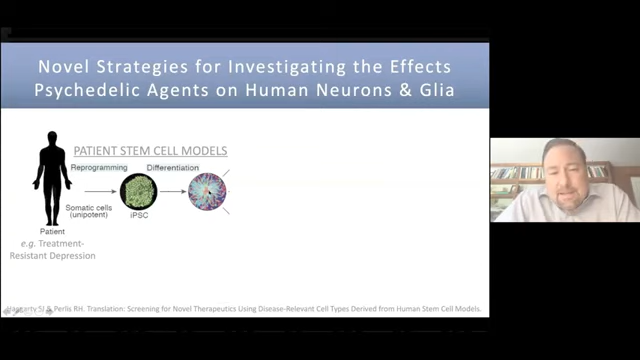 Novel Strategies for Investigating the Effects
Psychedelic Agents on Human Neurons & Glia
PATIENT STEM CELL MODELS
Reprogramming
Differentiation
Somatic cells
(unipotent)
iPSC
Patient
e.g. Treatment-
Resistant Depression
Haggarty SJ & Perlis RH. Translation: Screening for Novel Therapeutics Using Disease-Relevant Cell Types Derived from Human Stem Cell Models.